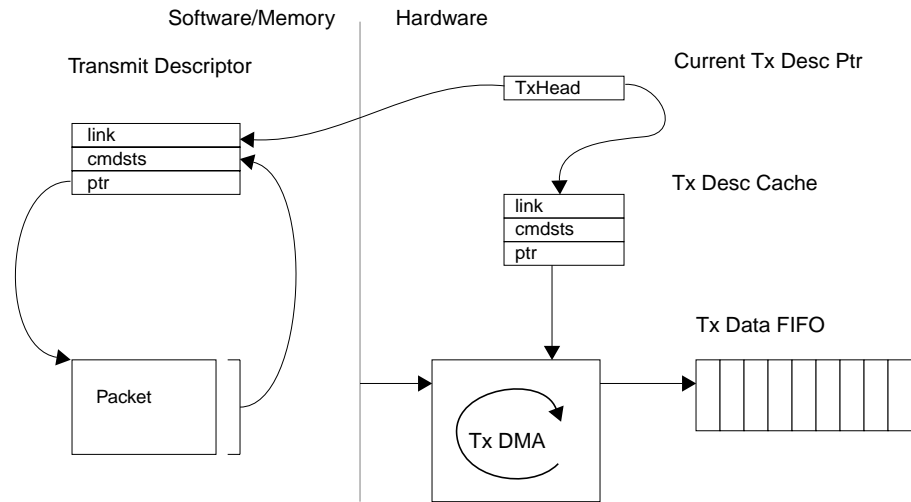 Software/Memory
Hardware
Transmit Descriptor
Current Tx Desc Ptr
TxHead
link
cmdsts
ptr
Tx Desc Cache
link
cmdsts
ptr
Tx Data FIFO
Packet
Tx DMA